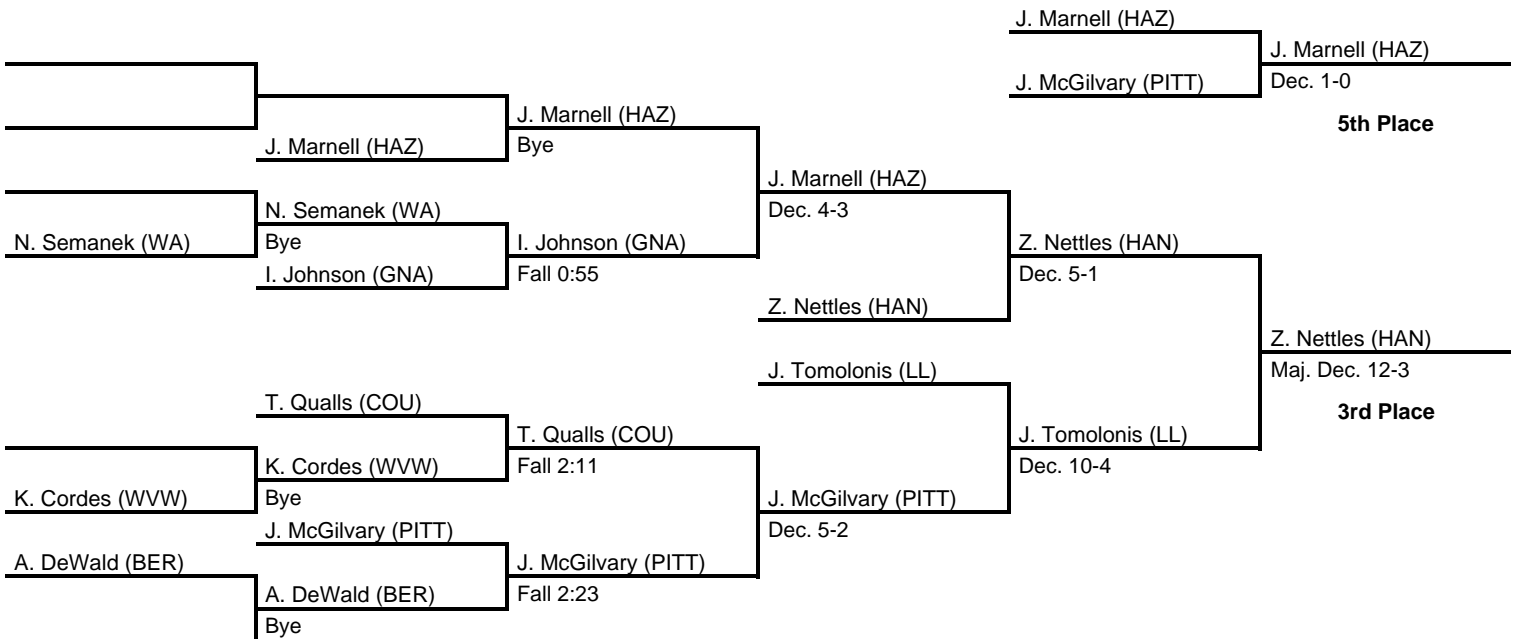 J. Marnell (HAZ)
J. Marnell (HAZ)
J. McGilvary (PITT)
Dec. 1-0
5th Place
J. Marnell (HAZ)
J. Marnell (HAZ)
Bye
J. Marnell (HAZ)
N. Semanek (WA)
Dec. 4-3
N. Semanek (WA)
Bye
I. Johnson (GNA)
Z. Nettles (HAN)
I. Johnson (GNA)
Fall 0:55
Dec. 5-1
Z. Nettles (HAN)
Z. Nettles (HAN)
J. Tomolonis (LL)
Maj. Dec. 12-3
T. Qualls (COU)
3rd Place
T. Qualls (COU)
J. Tomolonis (LL)
K. Cordes (WVW)
Fall 2:11
Dec. 10-4
K. Cordes (WVW)
Bye
J. McGilvary (PITT)
J. McGilvary (PITT)
Dec. 5-2
A. DeWald (BER)
J. McGilvary (PITT)
A. DeWald (BER)
Fall 2:23
Bye